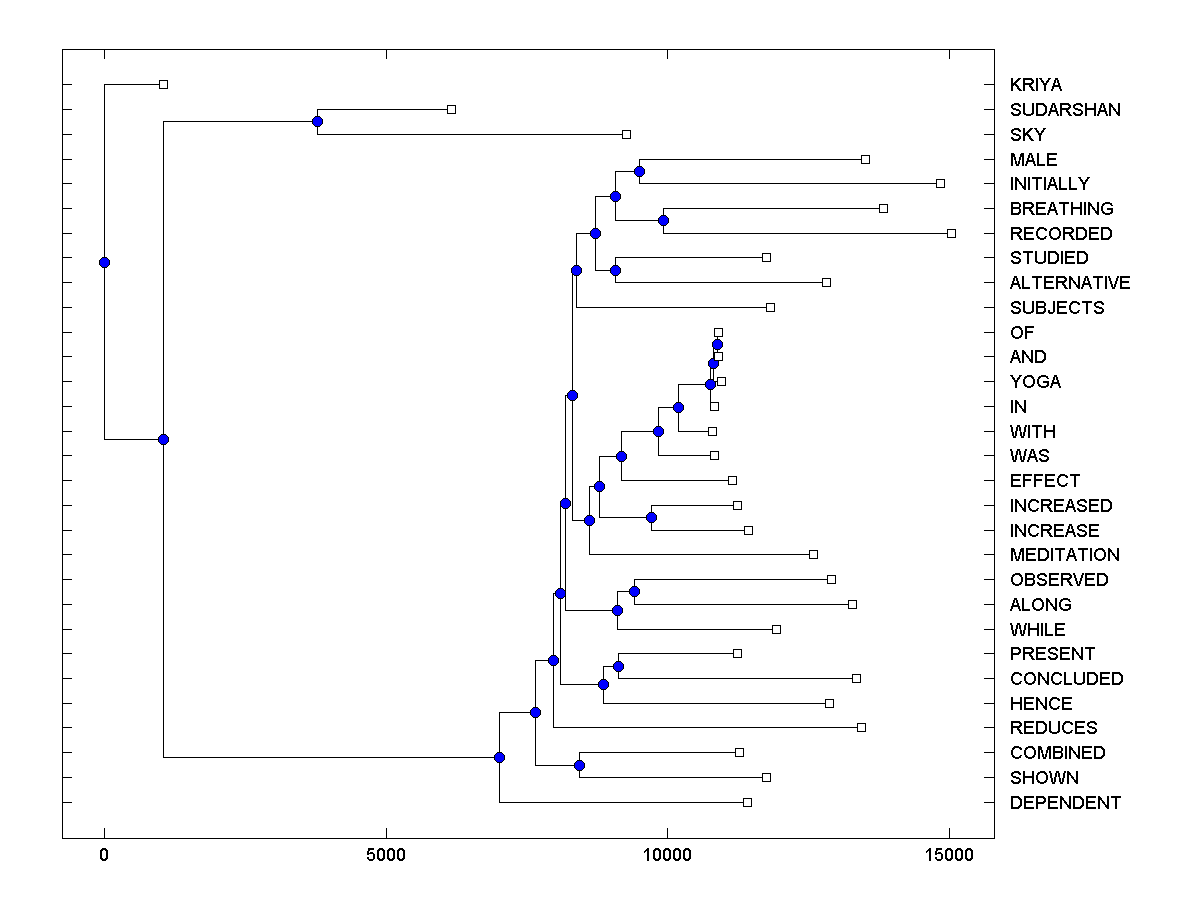 KRIYA
SUDARSHAN
SKY
MALE
INITIALLY
BREATHING
RECORDED
STUDIED
ALTERNATIVE
SUBJECTS
OF
AND
YOGA
IN
WITH
WAS
EFFECT
INCREASED
INCREASE
MEDITATION
OBSERVED
ALONG
WHILE
PRESENT
CONCLUDED
HENCE
REDUCES
COMBINED
SHOWN
DEPENDENT
0 5000 10000 15000